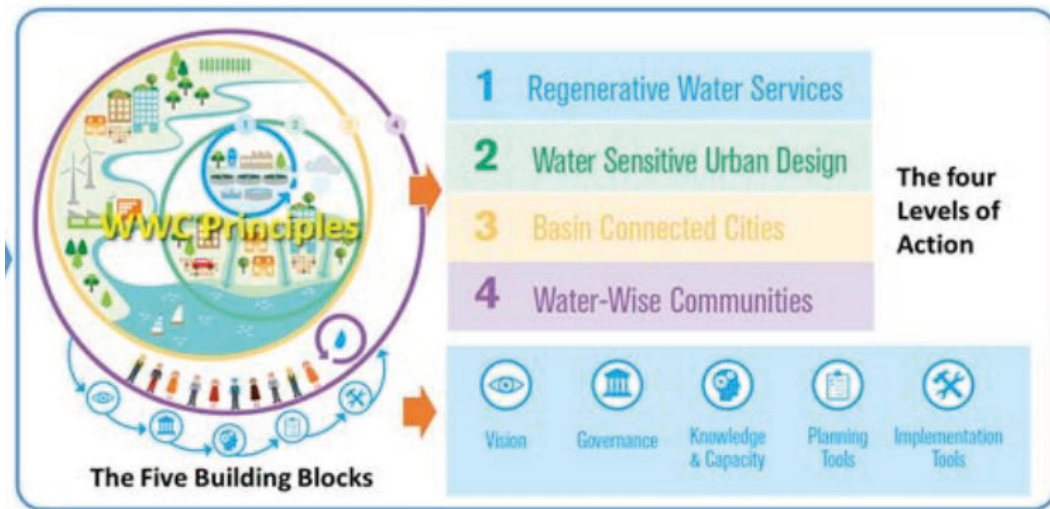 1 2 3 4
WWC Principles
The Five Building Blocks
1 Regenerative Water Services
2 Water Sensitive Urban Design
3 Basin Connected Cities
4 Water-Wise Communities
The four
Levels of
Action
Vision
Governance
Knowledge
& Capacity
Planning
Tools
Implementation
Tools